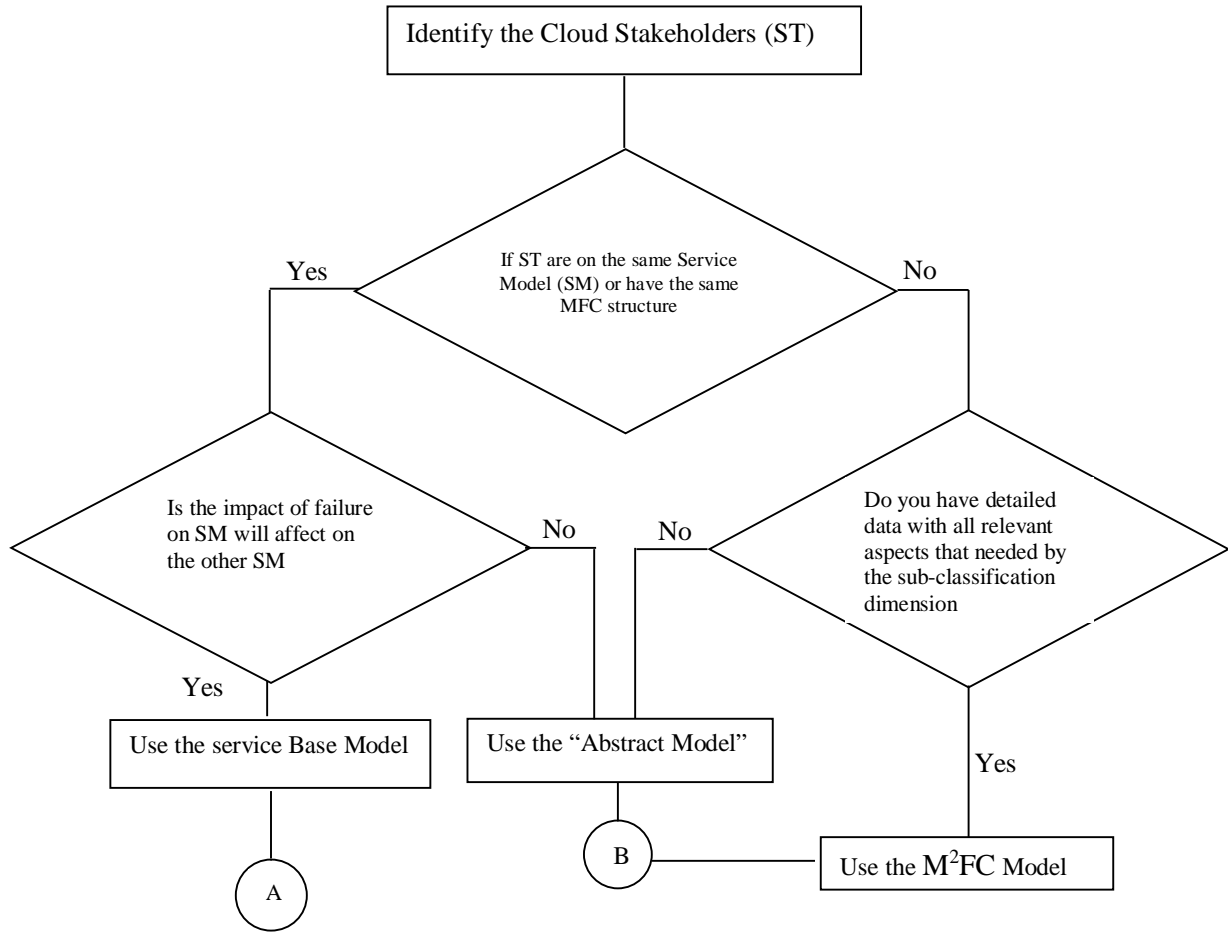 Identify the Cloud Stakeholders (ST)
If ST are on the same Service
Model (SM) or have the same
MFC structure
Yes
No
Is the impact of failure
on SM will affect on
the other SM
No
No
Do you have detailed
data with all relevant
aspects that needed by
the sub-classification
dimension
Yes
Use the service Base Model
Use the “Abstract Model”
Yes
A
B
Use the M²FC Model